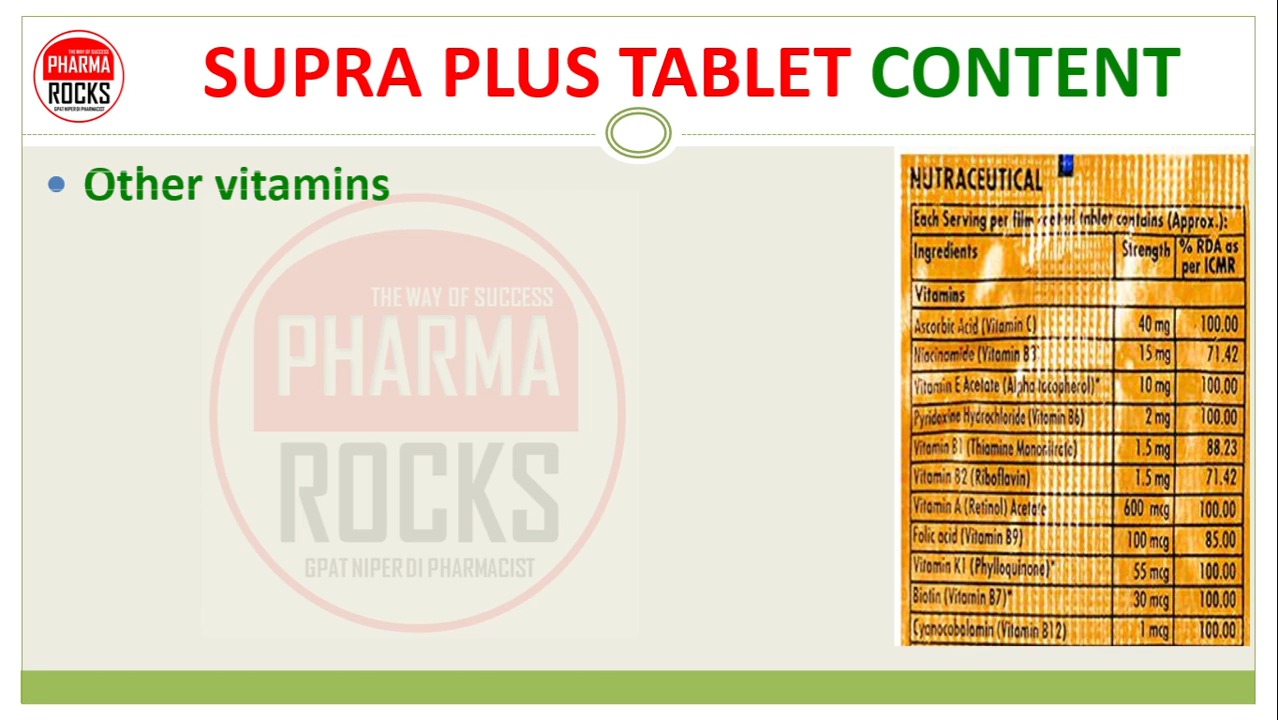 THE WAY OF SUCCESS
PHARMA
ROCKS
GPAT NIPER DI PHARMACIST
SUPRA PLUS TABLET CONTENT
• Other vitamins
THE WAY OF SUCCESS
PHARMA
ROCKS
GPAT NIPER DI PHARMACIST
NUTRACEUTICAL
Each Serving per film coated tablet contains (Approx.):
Ingredients Strength % RDA as per ICMR
Vitamins
Ascorbic Acid (Vitamin C) 40 mg 100.00
Niacinamide (Vitamin B3 15 mg 71.42
Vitamin E Acetate (Alpha tocopherol)* 10 mg 100.00
Pyridoxine Hydrochloride (Vitamin B6) 2 mg 100.00
Vitamin B1 (Thiamine Mononitrate) 1.5 mg 88.23
Vitamin B2 (Riboflavin) 1.5 mg 71.42
Vitamin A (Retinol) Acetate 600 mcg 100.00
Folic acid (Vitamin B9) 100 mcg 85.00
Vitamin K1 (Phylloquinone)* 55 mcg 100.00
Biotin (Vitamin B7)* 30 mcg 100.00
Cyanocobalamin (Vitamin B12) 1 mcg 100.00